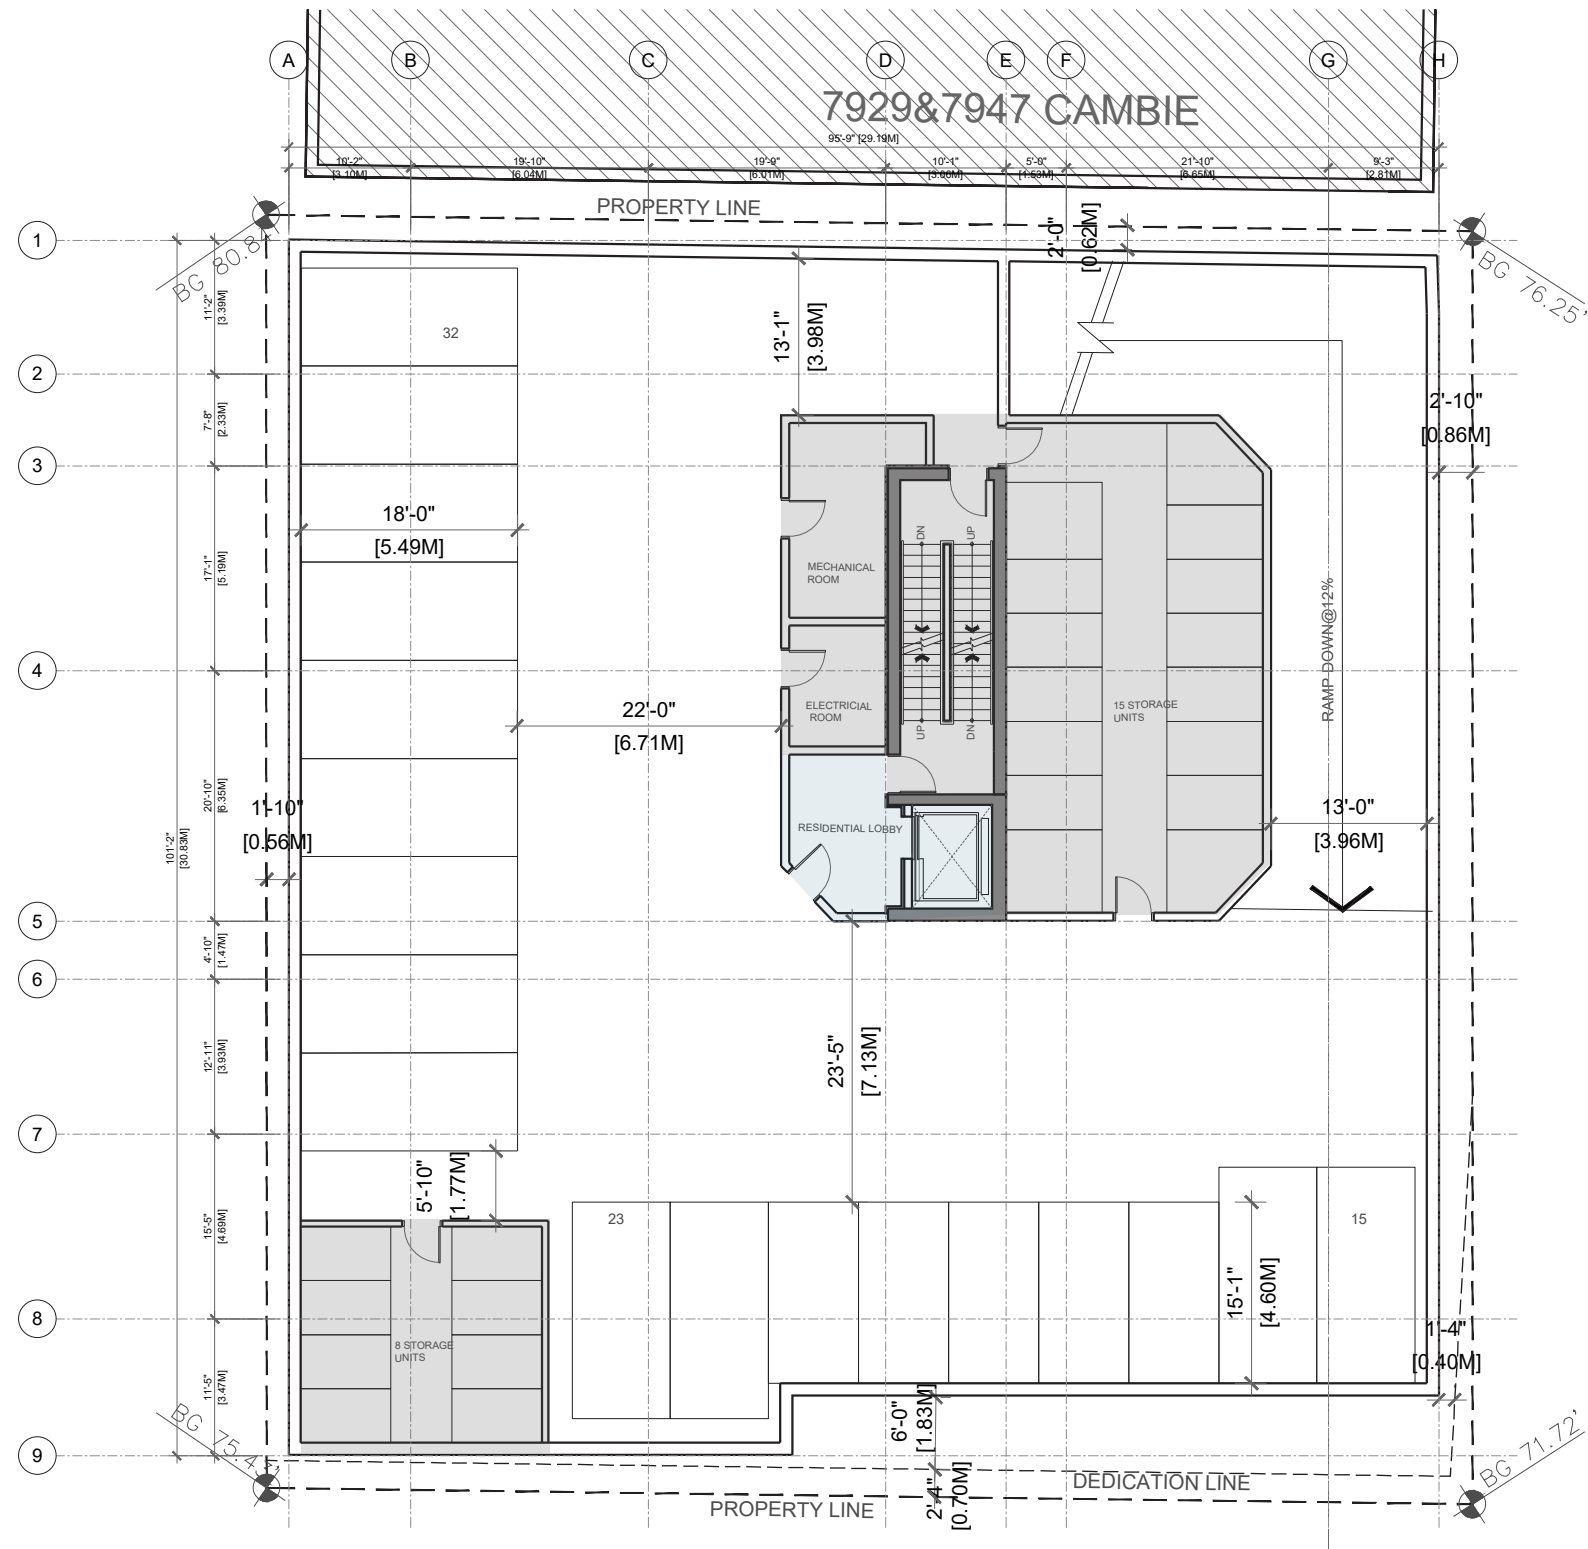 A B C D E F G H
7929&7947 CAMBIE
95'-9" [29.19M]
10'-2" 19'-10" 19'-9" 10'-1" 5'-0" 21'-10" 9'-3"
[3.10M] [6.04M] [6.01M] [3.06M] [1.53M] [6.65M] [2.81M]
PROPERTY LINE
BG 80.8
BG 76.25'
2'-0"
[0.62M]
1
11'-2"
[3.39M]
32
13'-1"
[3.98M]
2
7'-8"
[2.33M]
2'-10"
[0.86M]
3
18'-0"
[5.49M]
17'-1"
[5.19M]
DN UP
MECHANICAL
ROOM
RAMP DOWN@12%
4
22'-0"
[6.71M]
ELECTRICIAL
ROOM
UP DN
15 STORAGE
UNITS
20'-10"
[6.35M]
1'-10"
[0.56M]
101'-2"
[30.83M]
RESIDENTIAL LOBBY
13'-0"
[3.96M]
5
4'-10"
[1.47M]
6
12'-11"
[3.93M]
23'-5"
[7.13M]
7
5'-10"
[1.77M]
15'-5"
[4.69M]
23
15
15'-1"
[4.60M]
8
8 STORAGE
UNITS
1'-4"
[0.40M]
11'-5"
[3.47M]
6'-0"
[1.83M]
BG 75.43'
9
2'-4"
[0.70M]
DEDICATION LINE
PROPERTY LINE
BG 71.72'